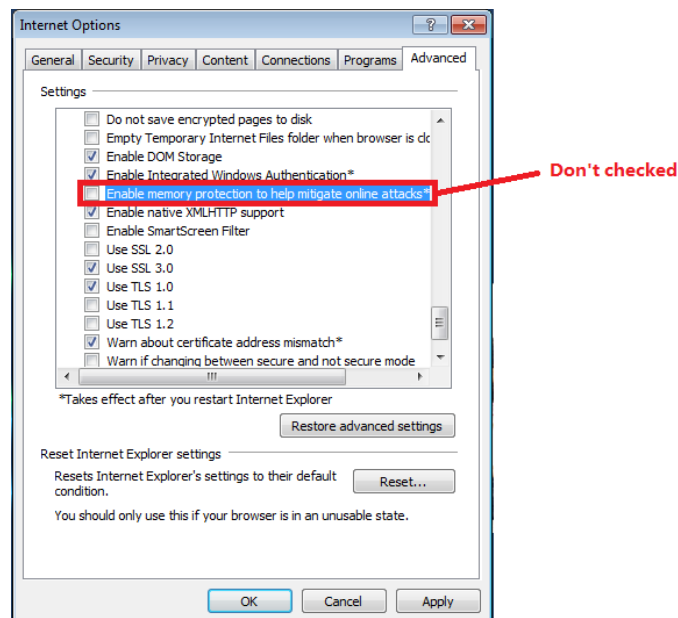 Internet Options
General Security Privacy Content Connections Programs Advanced
Settings
Do not save encrypted pages to disk
Empty Temporary Internet Files folder when browser is clo
Enable DOM Storage
Enable Integrated Windows Authentication*
Enable memory protection to help mitigate online attacks*
Don't checked
Enable native XMLHTTP support
Enable SmartScreen Filter
Use SSL 2.0
Use SSL 3.0
Use TLS 1.0
Use TLS 1.1
Use TLS 1.2
Warn about certificate address mismatch*
Warn if changing between secure and not secure mode
*Takes effect after you restart Internet Explorer
Restore advanced settings
Reset Internet Explorer settings
Resets Internet Explorer's settings to their default
condition.
Reset...
You should only use this if your browser is in an unusable state.
OK Cancel Apply